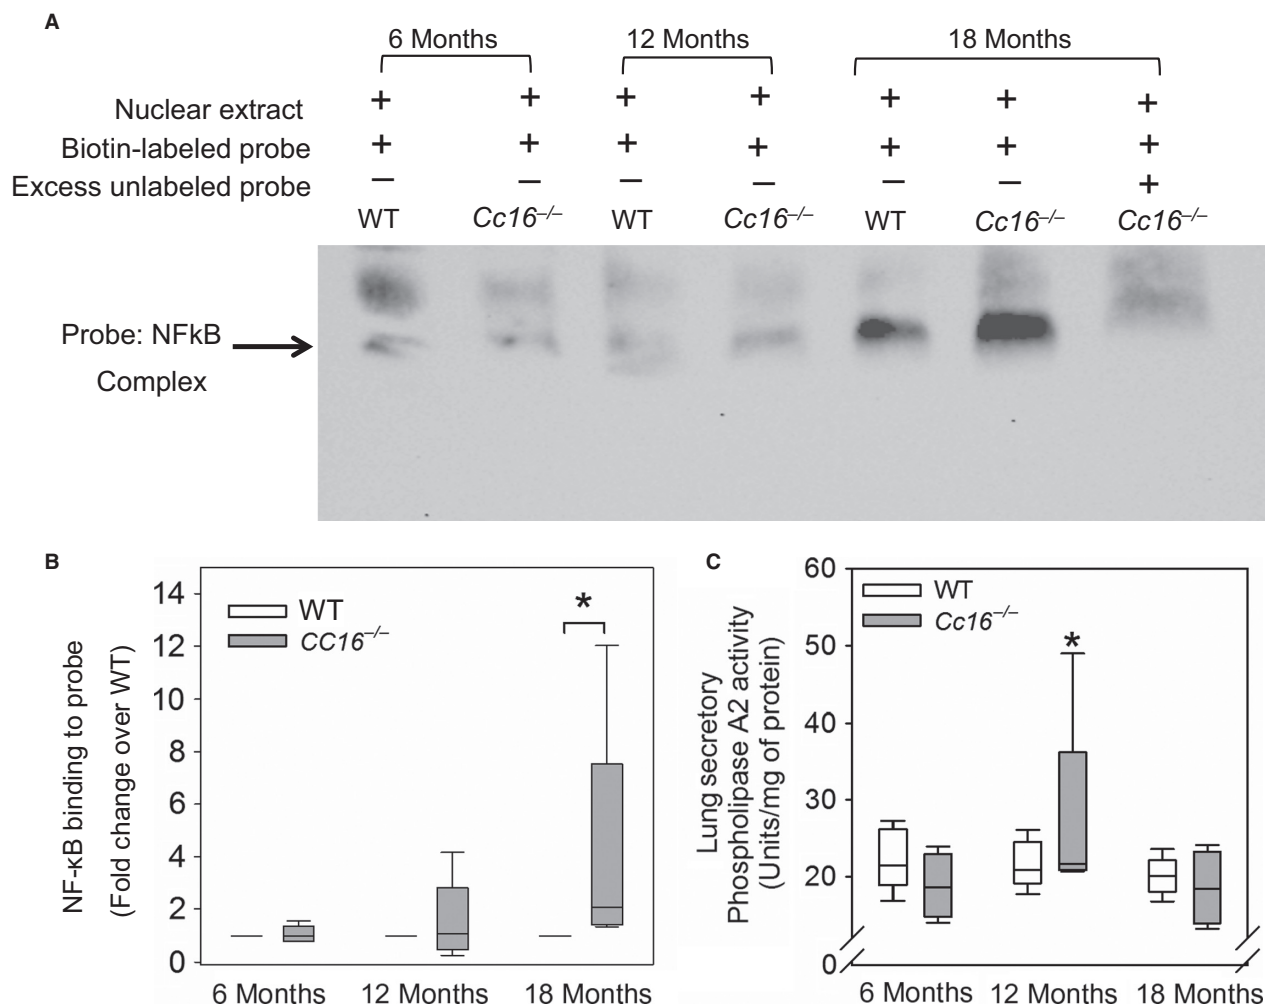 A
6 Months 12 Months 18 Months
Nuclear extract + + + + + + +
Biotin-labeled probe + + + + + + +
Excess unlabeled probe − − − − − − +
WT Cc16−/− WT Cc16−/− WT Cc16−/− Cc16−/−
Probe: NFkB
Complex
B
NF-κB binding to probe
(Fold change over WT)
14
12
10
8
6
4
2
0
WT
CC16−/−
*
6 Months 12 Months 18 Months
C
Lung secretory
Phospholipase A2 activity
(Units/mg of protein)
60
50
40
30
20
0
WT
Cc16−/−
*
6 Months 12 Months 18 Months